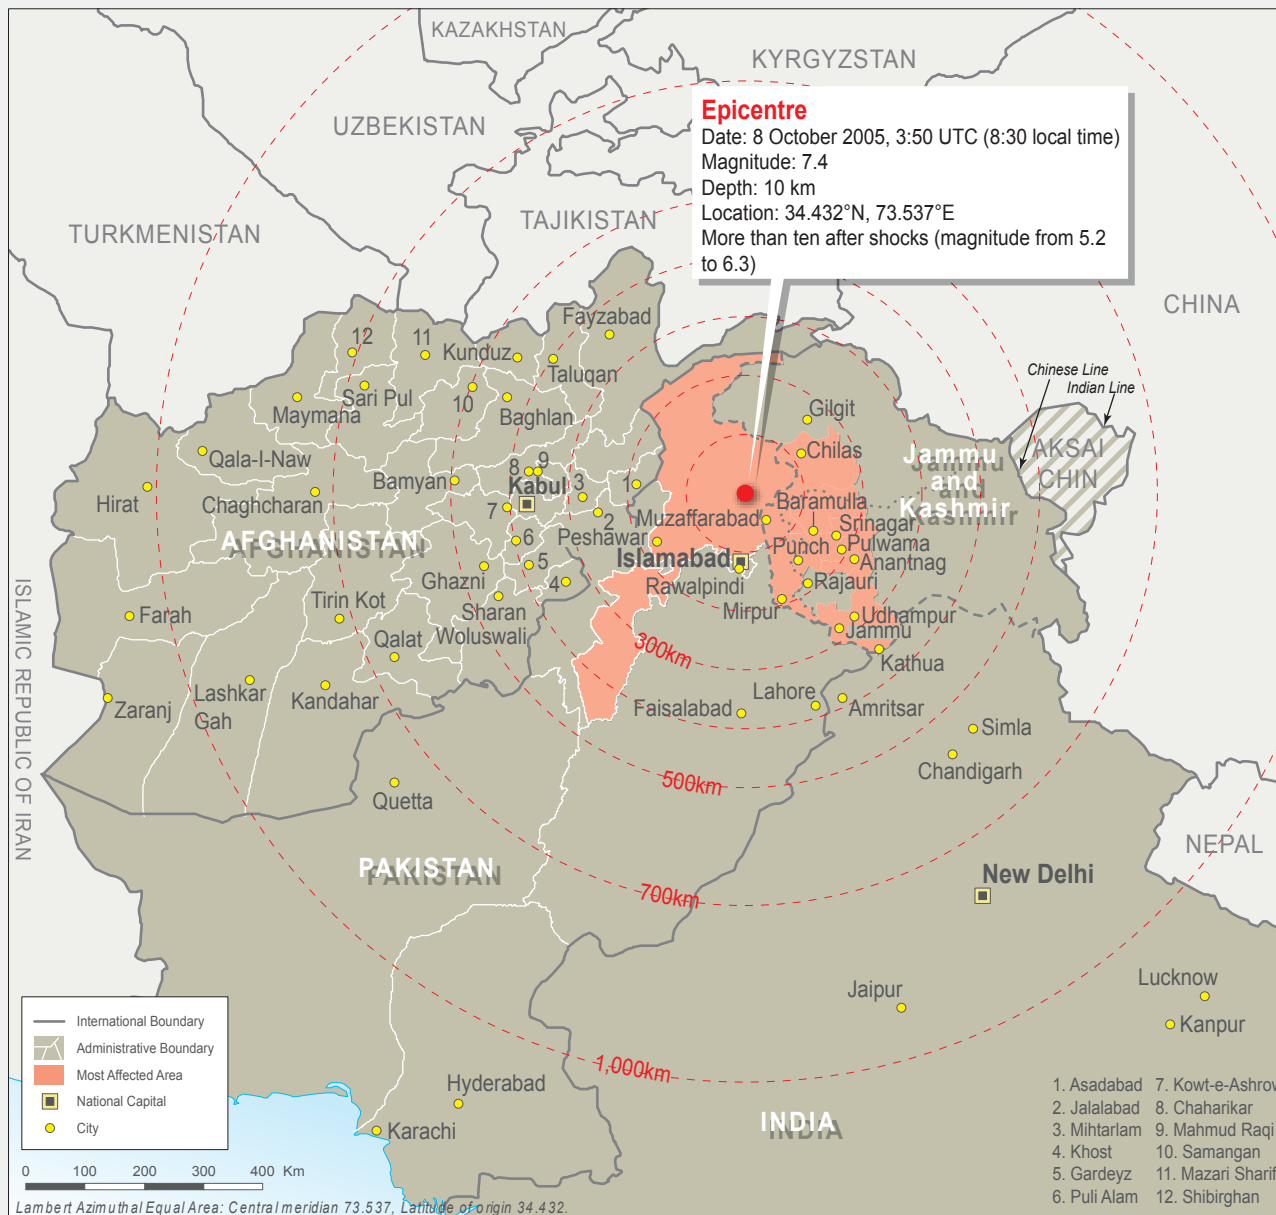 KAZAKHSTAN
KYRGYZSTAN
UZBEKISTAN
Epicentre
Date: 8 October 2005, 3:50 UTC (8:30 local time)
Magnitude: 7.4
Depth: 10 km
Location: 34.432°N, 73.537°E
More than ten after shocks (magnitude from 5.2
to 6.3)
TAJIKISTAN
TURKMENISTAN
CHINA
Fayzabad
12
11
Kunduz
Taluqan
Chinese Line
Indian Line
Sari Pul
10
Maymana
Baghlan
Gilgit
Qala-I-Naw
Chilas
Jammu
and
Kashmir
AKSAI
CHIN
Hirat
Chaghcharan
Bamyan
8
9
Kabul
3
1
7
2
Baramulla
Muzaffarabad
Srinagar
AFGHANISTAN
6
Peshawar
Punch
Pulwama
Islamabad
Anantnag
Ghazni
5
4
Rawalpindi
Rajauri
ISLAMIC REPUBLIC OF IRAN
Farah
Tirin Kot
Sharan
Woluswali
Mirpur
Udhampur
Jammu
Qalat
300km
Kathua
Zaranj
Lashkar
Gah
Kandahar
Faisalabad
Lahore
Amritsar
Simla
Chandigarh
500km
Quetta
NEPAL
PAKISTAN
New Delhi
700km
Jaipur
Lucknow
Kanpur
1,000km
Hyderabad
Karachi
INDIA
International Boundary
Administrative Boundary
Most Affected Area
National Capital
City
0 100 200 300 400 Km
Lambert Azimuthal Equal Area: Central meridian 73.537, Latitude of origin 34.432.
1. Asadabad 7. Kowt-e-Ashrow
2. Jalalabad 8. Chaharikar
3. Mihtarlam 9. Mahmud Raqi
4. Khost 10. Samangan
5. Gardeyz 11. Mazari Sharif
6. Puli Alam 12. Shibirghan